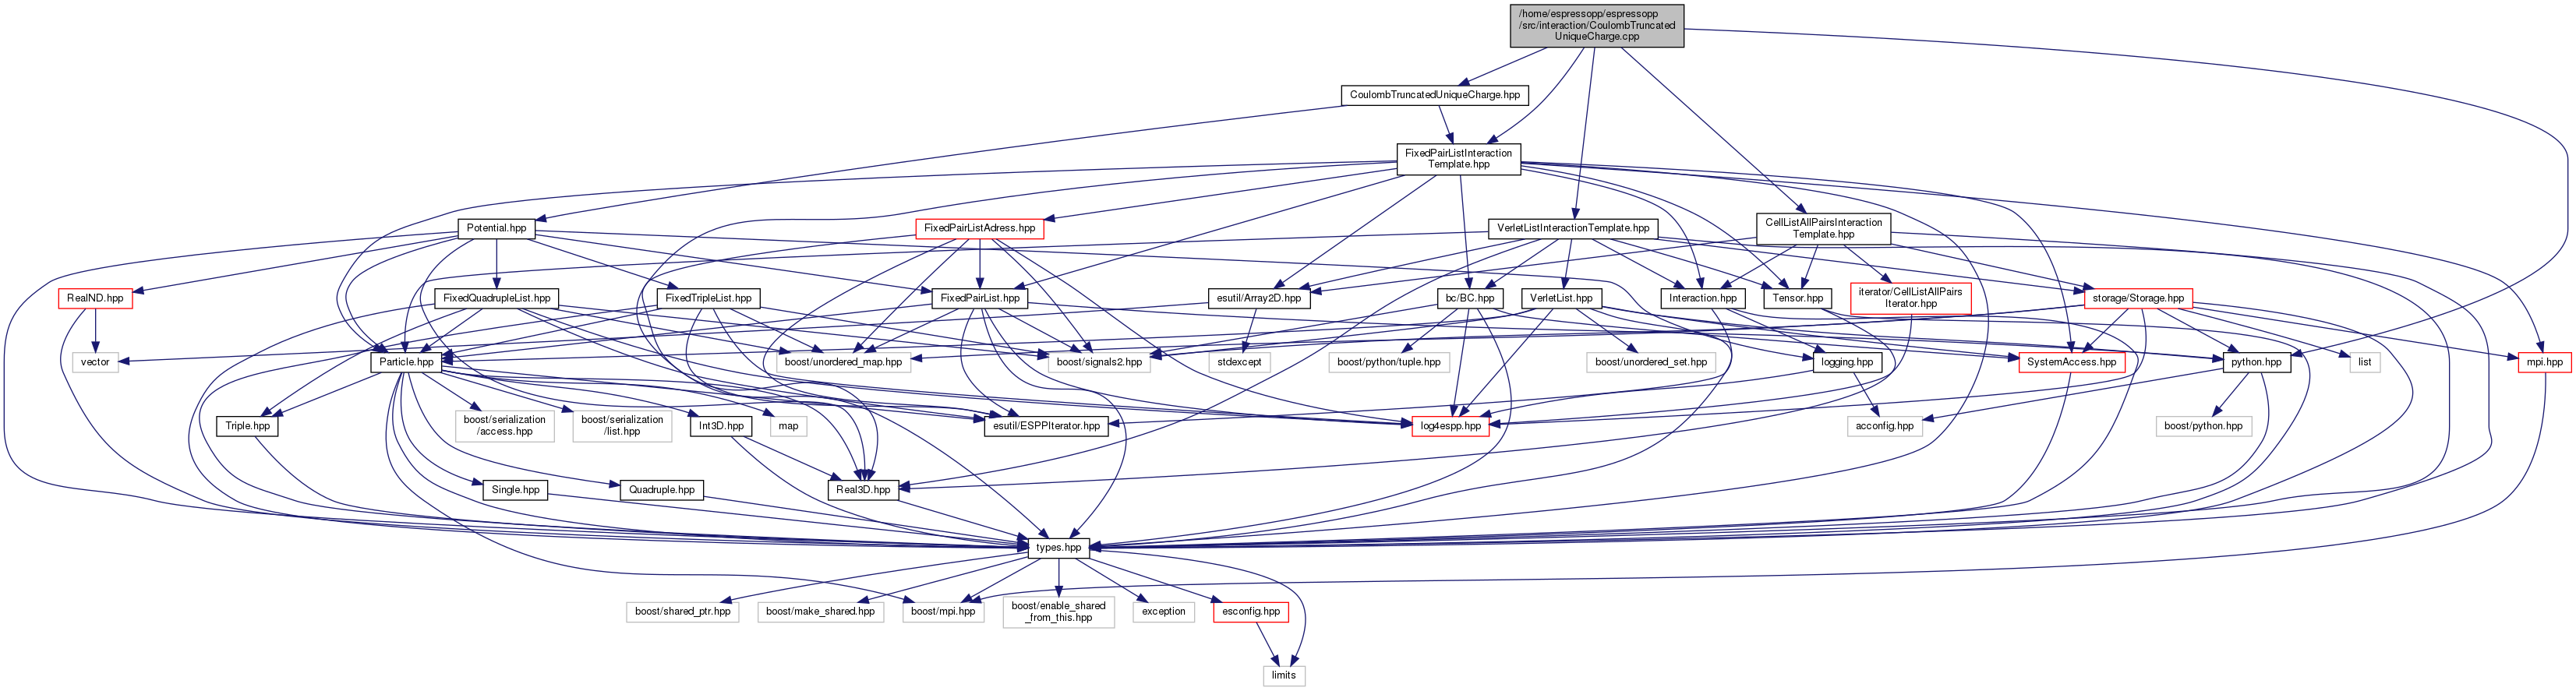 /home/espressopp/espressopp
/src/interaction/CoulombTruncated
UniqueCharge.cpp
CoulombTruncatedUniqueCharge.hpp
FixedPairListInteraction
Template.hpp
Potential.hpp
FixedPairListAdress.hpp
VerletListInteractionTemplate.hpp
CellListAllPairsInteraction
Template.hpp
RealND.hpp
FixedQuadrupleList.hpp
FixedTripleList.hpp
FixedPairList.hpp
esutil/Array2D.hpp
bc/BC.hpp
VerletList.hpp
Interaction.hpp
Tensor.hpp
iterator/CellListAllPairs
Iterator.hpp
storage/Storage.hpp
vector
Particle.hpp
boost/unordered_map.hpp
boost/signals2.hpp
stdexcept
boost/python/tuple.hpp
boost/unordered_set.hpp
logging.hpp
SystemAccess.hpp
python.hpp
list
mpi.hpp
Triple.hpp
boost/serialization
/access.hpp
boost/serialization
/list.hpp
Int3D.hpp
map
esutil/ESPPIterator.hpp
log4espp.hpp
acconfig.hpp
boost/python.hpp
Single.hpp
Quadruple.hpp
Real3D.hpp
types.hpp
boost/shared_ptr.hpp
boost/make_shared.hpp
boost/mpi.hpp
boost/enable_shared
_from_this.hpp
exception
esconfig.hpp
limits